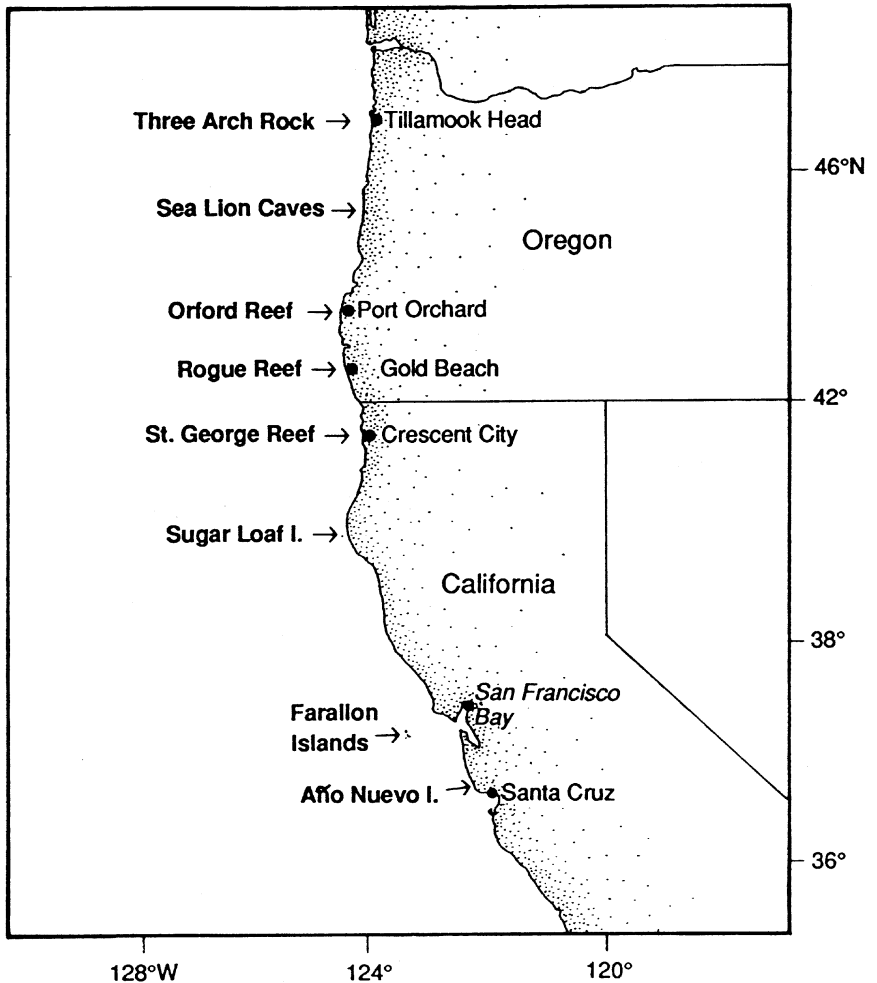 Three Arch Rock → Tillamook Head
46°N
Sea Lion Caves →
Oregon
Orford Reef → Port Orchard
Rogue Reef → Gold Beach
42°
St. George Reef → Crescent City
Sugar Loaf I. →
California
38°
San Francisco
Bay
Farallon
Islands →
Año Nuevo I. → Santa Cruz
36°
128°W 124° 120°